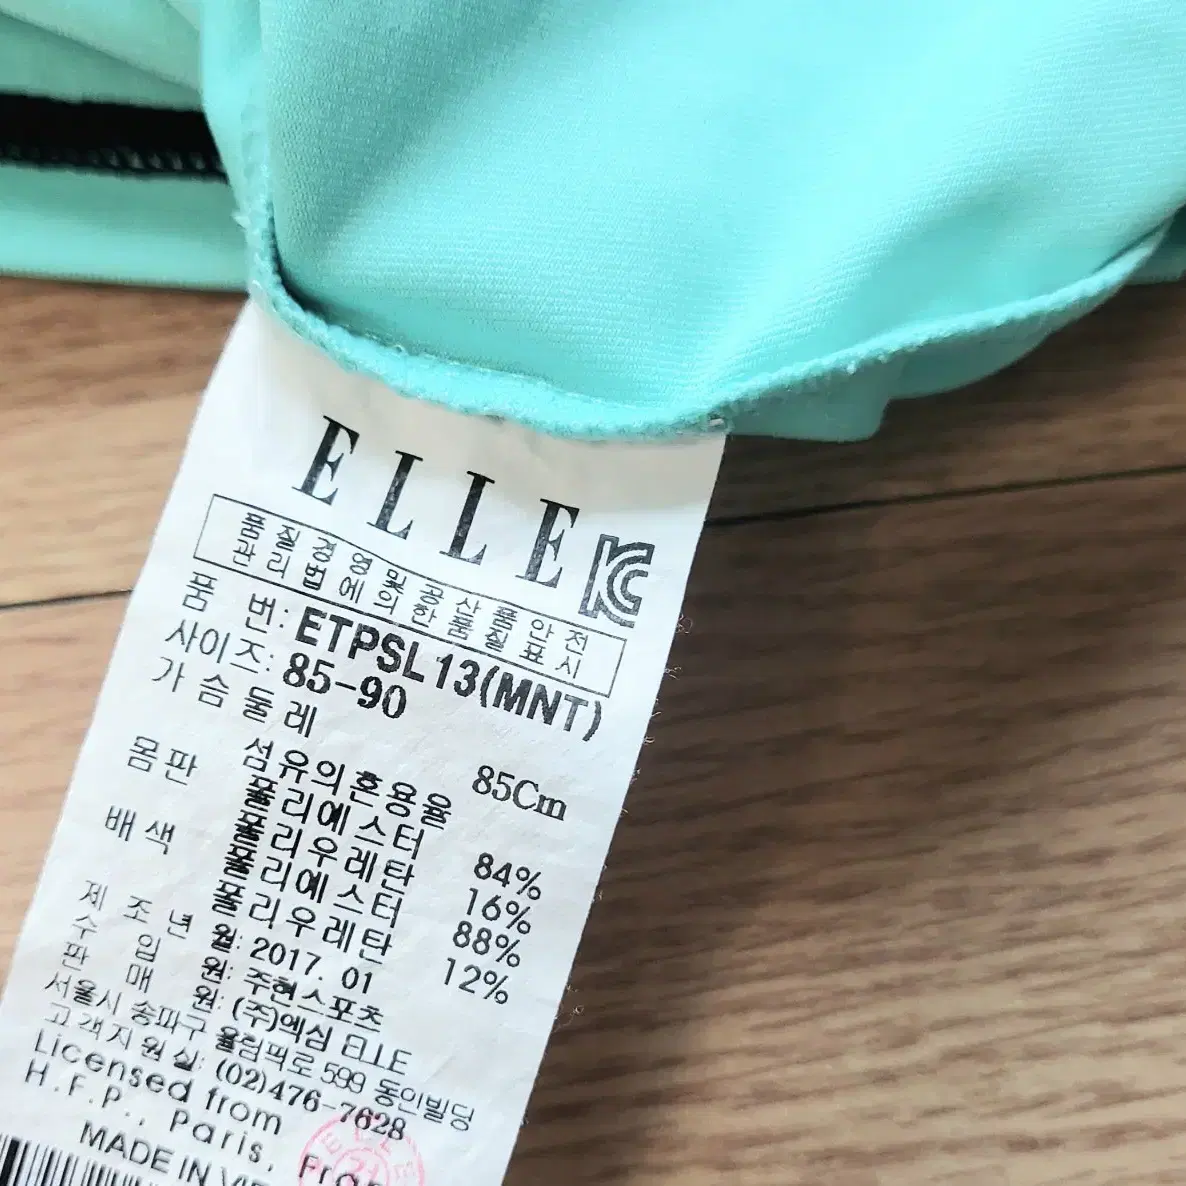 ELLE
품질경영및공산품안전
관리법에의한품질표시
품번: ETPSL13(MNT)
사이즈: 85-90
가슴둘레 85Cm
섬유의혼용율
몸판 폴리에스터 84%
폴리우레탄 16%
배색 폴리에스터 88%
폴리우레탄 12%
제조년월: 2017. 01
수입원: 주현스포츠
판매원: (주)엑심 ELLE
서울시 송파구 올림픽로 599 동인빌딩
고객지원실: (02)476-7628
Licensed from
H.F.P., Paris,
MADE IN